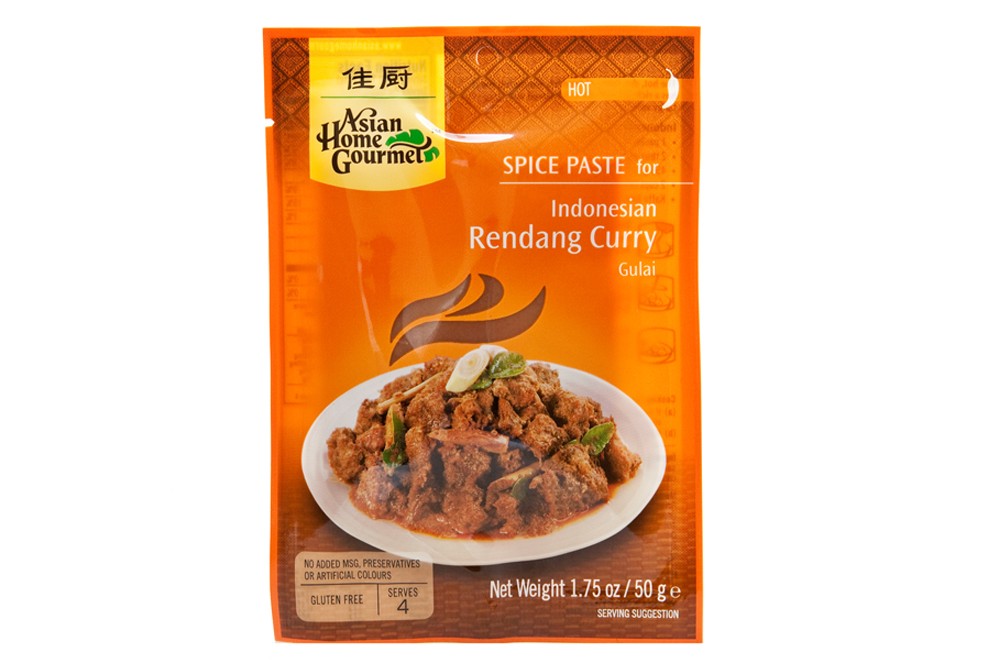 佳厨
Asian
Home
Gourmet
HOT
SPICE PASTE for
Indonesian
Rendang Curry
Gulai
NO ADDED MSG, PRESERVATIVES
OR ARTIFICIAL COLOURS
GLUTEN FREE
SERVES
4
Net Weight 1.75 oz / 50 g e
SERVING SUGGESTION